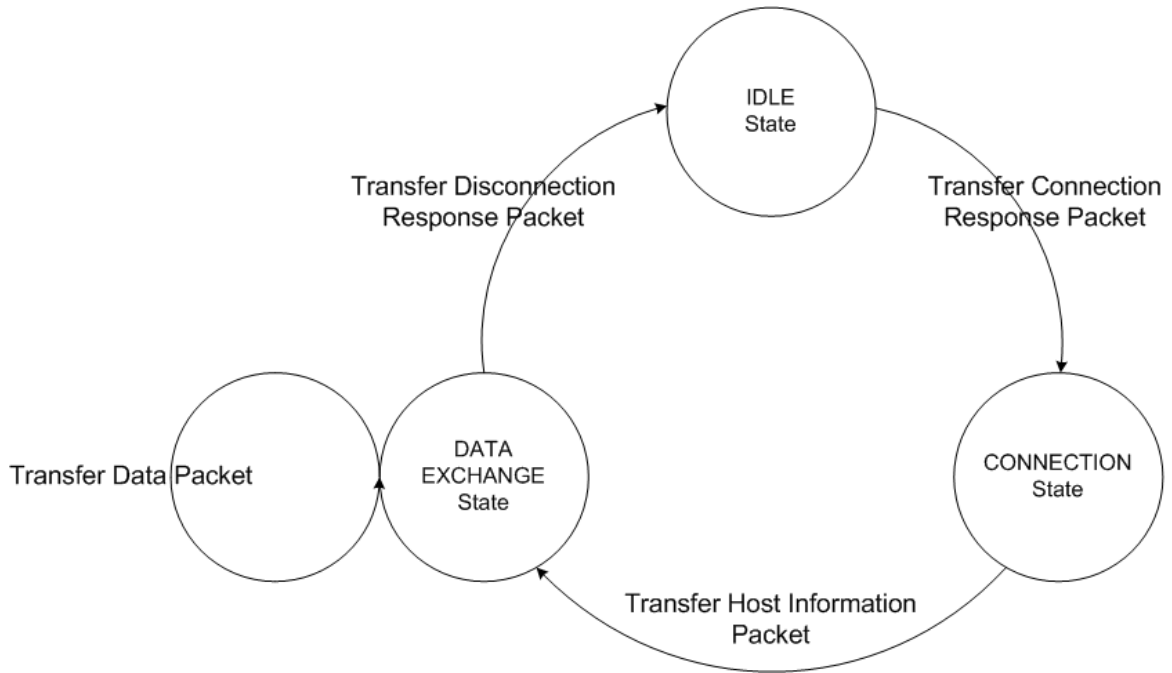 IDLE
State
Transfer Disconnection
Response Packet
Transfer Connection
Response Packet
Transfer Data Packet
DATA
EXCHANGE
State
CONNECTION
State
Transfer Host Information
Packet